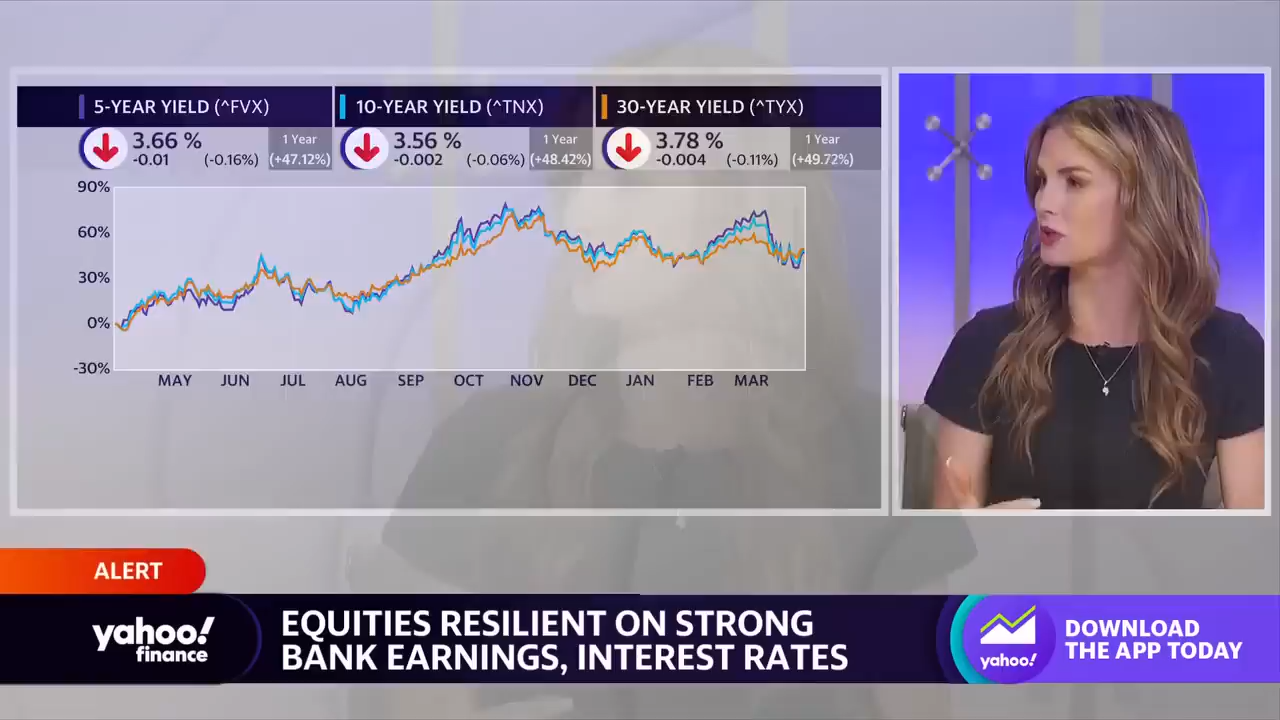 5-YEAR YIELD (^FVX)
3.66 %
-0.01 (-0.16%)
1 Year
(+47.12%)
10-YEAR YIELD (^TNX)
3.56 %
-0.002 (-0.06%)
1 Year
(+48.42%)
30-YEAR YIELD (^TYX)
3.78 %
-0.004 (-0.11%)
1 Year
(+49.72%)
90%
60%
30%
0%
-30%
MAY JUN JUL AUG SEP OCT NOV DEC JAN FEB MAR
ALERT
yahoo!
finance
EQUITIES RESILIENT ON STRONG
BANK EARNINGS, INTEREST RATES
yahoo!
DOWNLOAD
THE APP TODAY